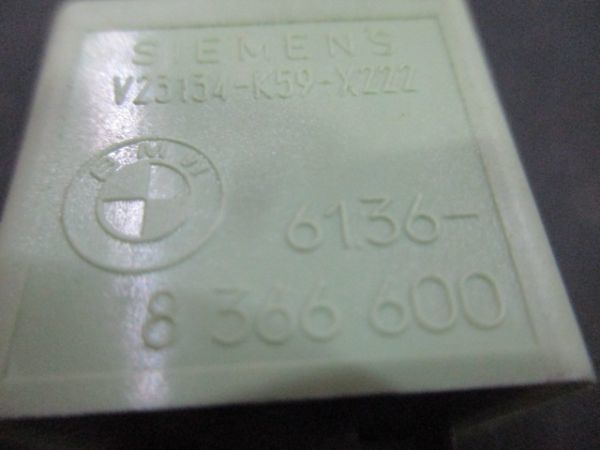 SIEMENS
V23134-K59-X222
BMW
6136-
8 366 600